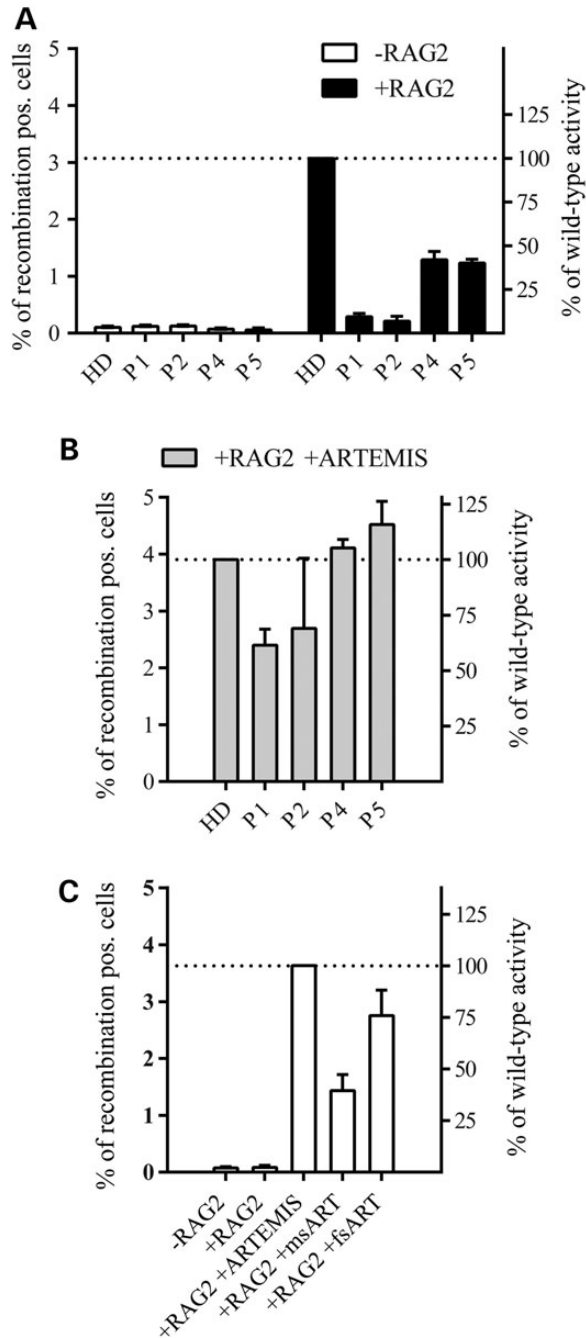 A
-RAG2
+RAG2
% of recombination pos. cells
5
4
3
2
1
0
% of wild-type activity
125
100
75
50
25
HD P1 P2 P4 P5 HD P1 P2 P4 P5
B
+RAG2 +ARTEMIS
% of recombination pos. cells
5
4
3
2
1
0
% of wild-type activity
125
100
75
50
25
HD P1 P2 P4 P5
C
% of recombination pos. cells
5
4
3
2
1
0
% of wild-type activity
125
100
75
50
25
-RAG2
+RAG2
+RAG2 +ARTEMIS
+RAG2 +msART
+RAG2 +fsART